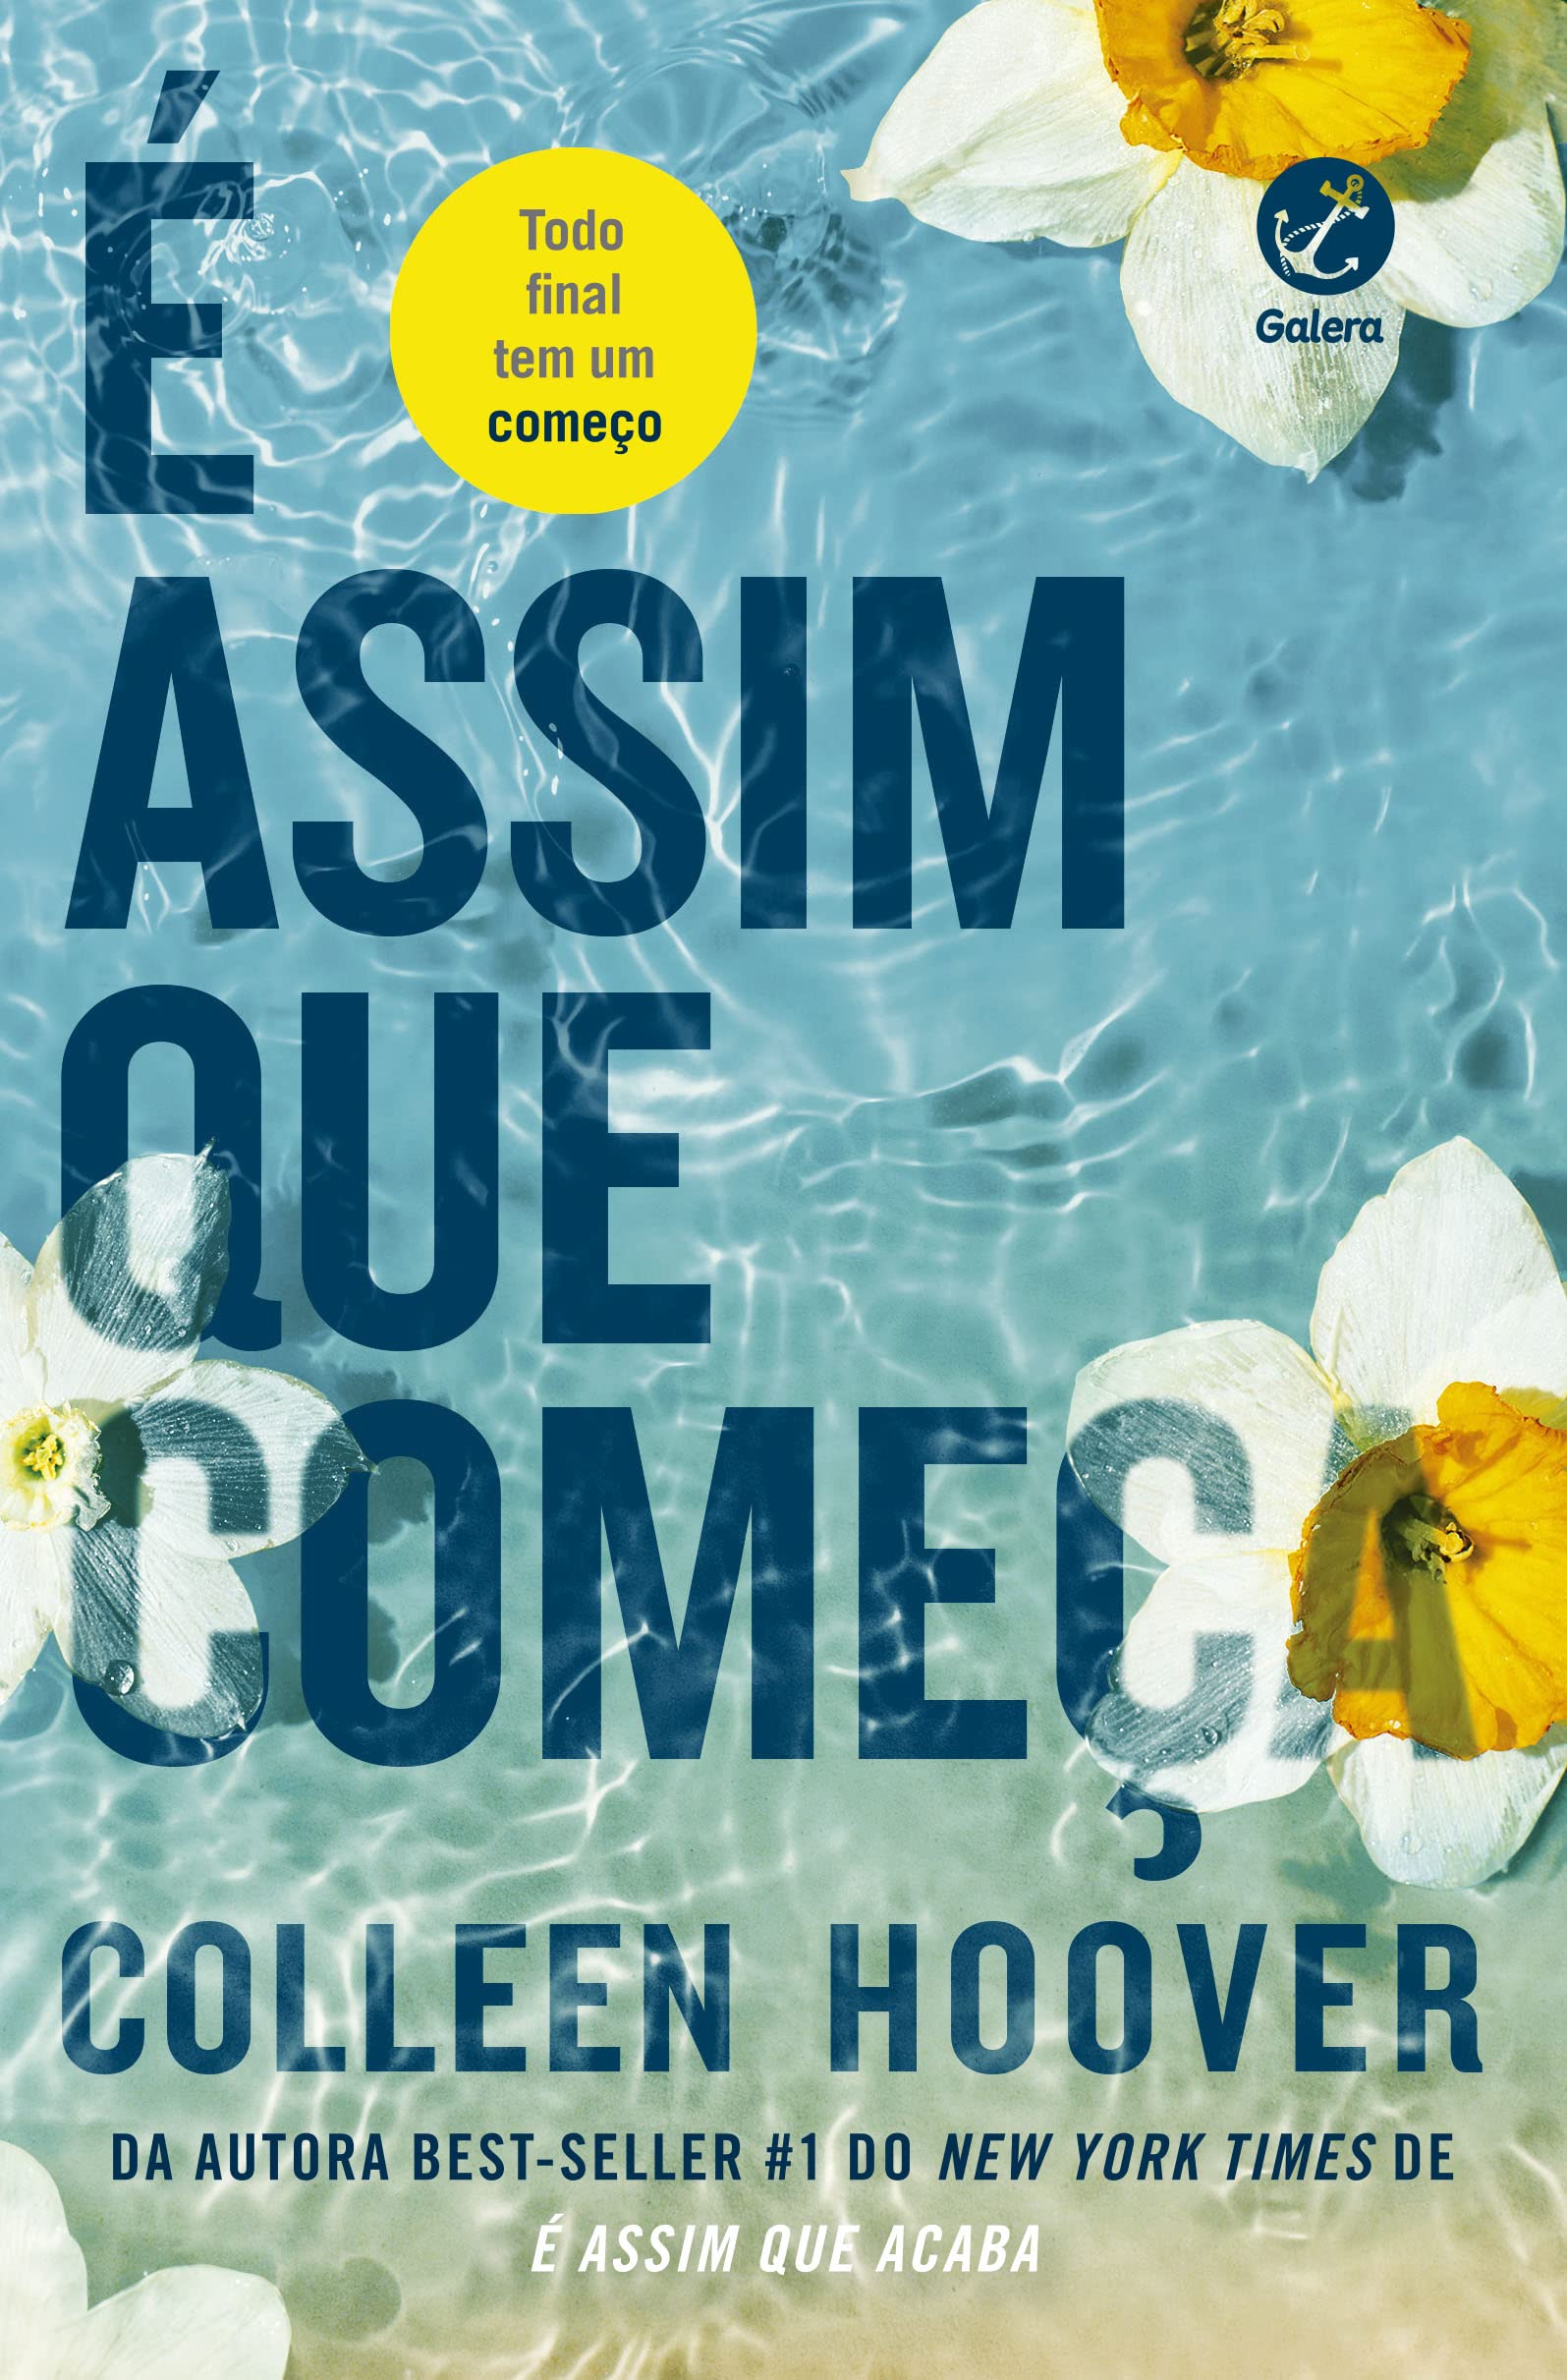 É
Todo
final
tem um
começo
Galera
ASSIM
QUE
COMEÇA
COLLEEN HOOVER
DA AUTORA BEST-SELLER #1 DO NEW YORK TIMES DE
É ASSIM QUE ACABA